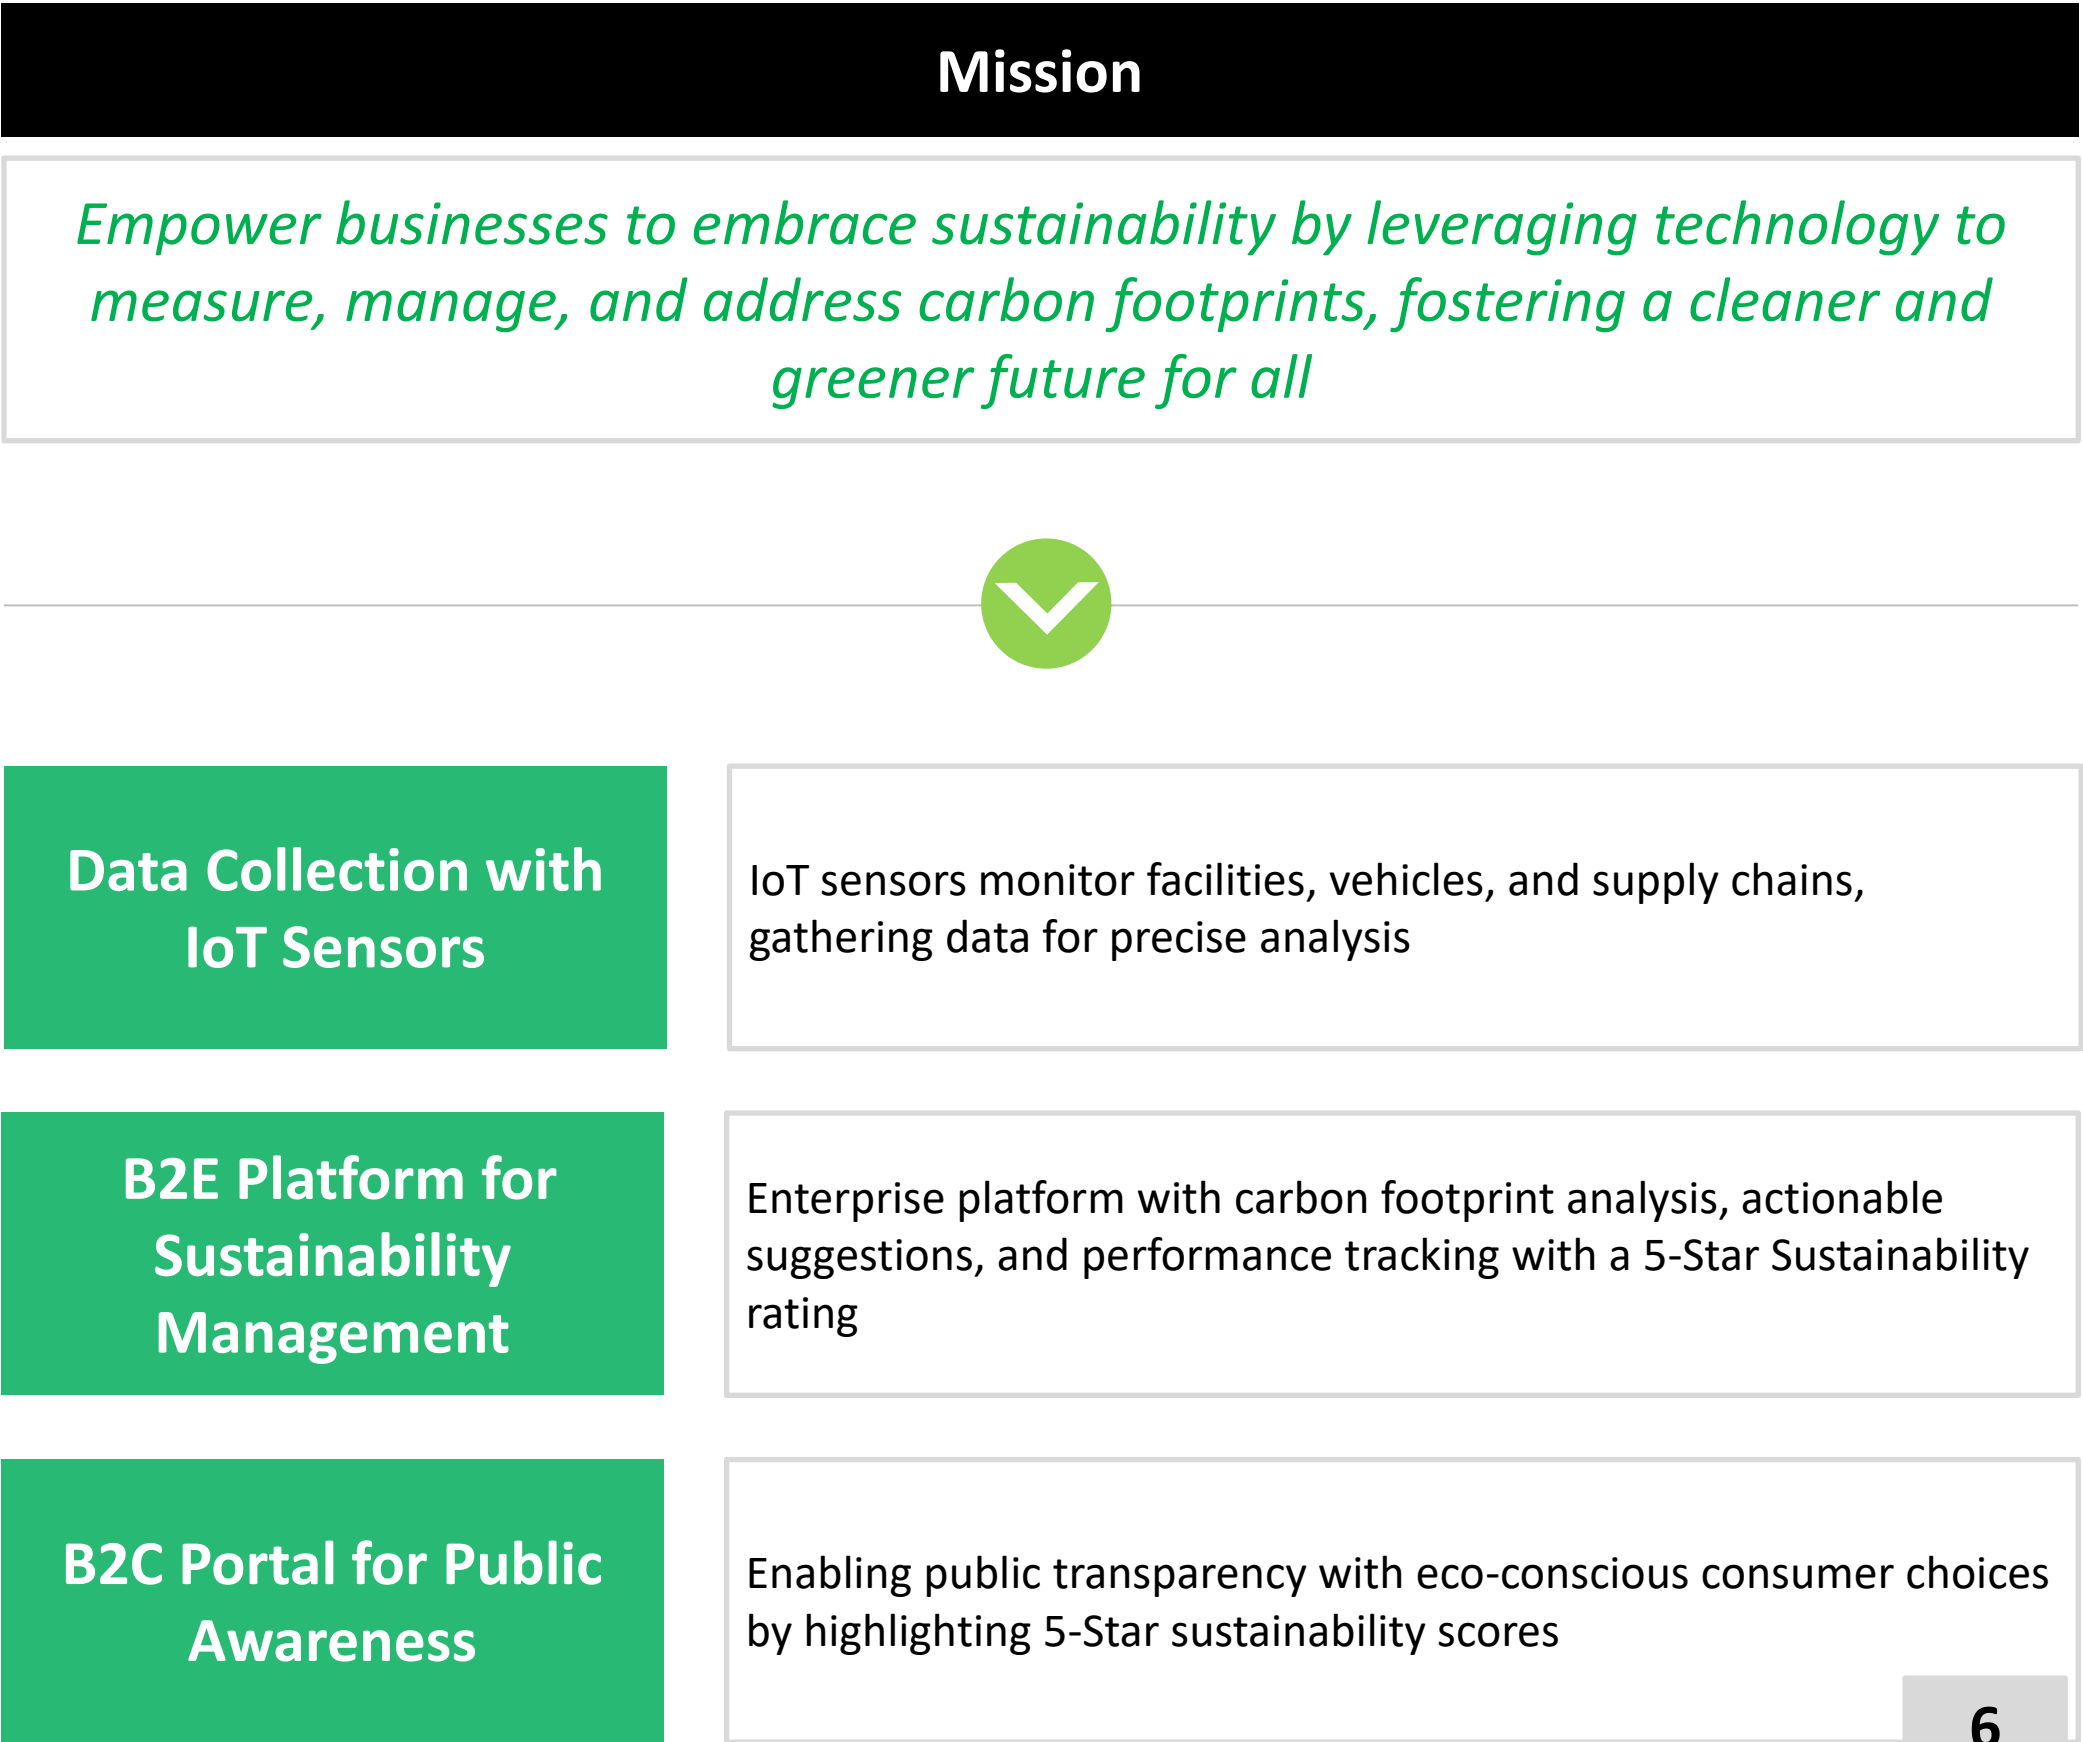 Mission
Empower businesses to embrace sustainability by leveraging technology to
measure, manage, and address carbon footprints, fostering a cleaner and
greener future for all
Data Collection with
IoT Sensors
IoT sensors monitor facilities, vehicles, and supply chains,
gathering data for precise analysis
B2E Platform for
Sustainability
Management
Enterprise platform with carbon footprint analysis, actionable
suggestions, and performance tracking with a 5-Star Sustainability
rating
B2C Portal for Public
Awareness
Enabling public transparency with eco-conscious consumer choices
by highlighting 5-Star sustainability scores
6